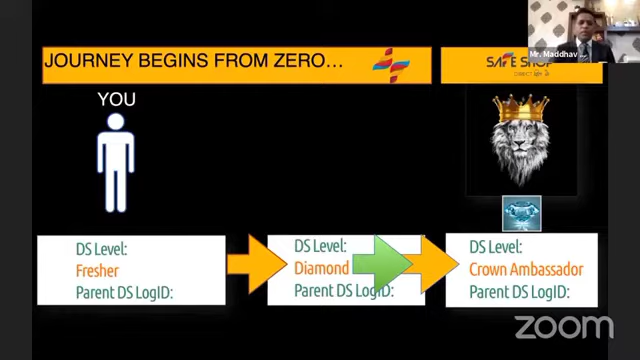 JOURNEY BEGINS FROM ZERO...
SAFE SHOP
Mr. Maddhav
YOU
DS Level:
Fresher
Parent DS LogID:
DS Level:
Diamond
Parent DS LogID:
DS Level:
Crown Ambassador
Parent DS LogID:
zoom